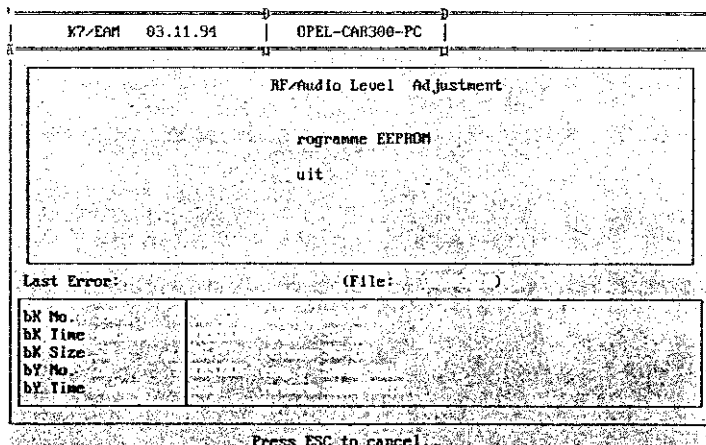 K7/EAM 03.11.94 | OPEL-CAR300-PC |
RF/Audio Level Adjustment
rogramme EEPROM
uit
Last Error: (File: )
bX No.
bX Time
bX Size
bY No.
bY Time
Press ESC to cancel